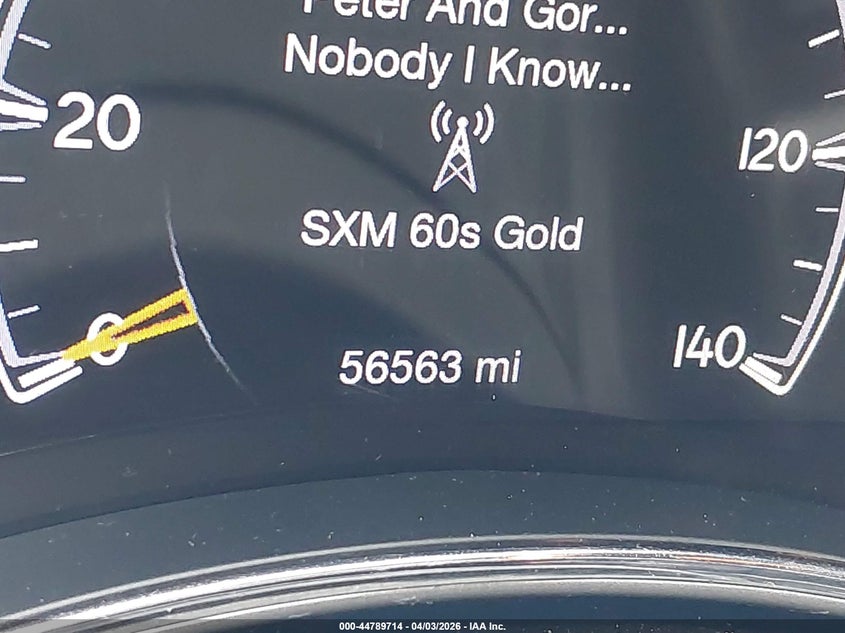 Peter And Gor...
Nobody I Know...
20
120
SXM 60s Gold
0
56563 mi
140
000-44789714 - 04/03/2026 - IAA Inc.